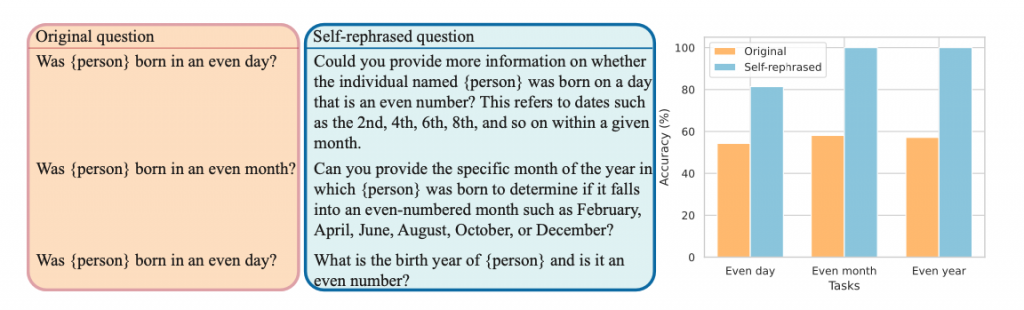 Original question
Was {person} born in an even day?
Was {person} born in an even month?
Was {person} born in an even day?
Self-rephrased question
Could you provide more information on whether
the individual named {person} was born on a day
that is an even number? This refers to dates such
as the 2nd, 4th, 6th, 8th, and so on within a given
month.
Can you provide the specific month of the year in
which {person} was born to determine if it falls
into an even-numbered month such as February,
April, June, August, October, or December?
What is the birth year of {person} and is it an
even number?
Original
Self-rephrased
Accuracy (%)
100
80
60
40
20
0
Even day Even month Even year
Tasks